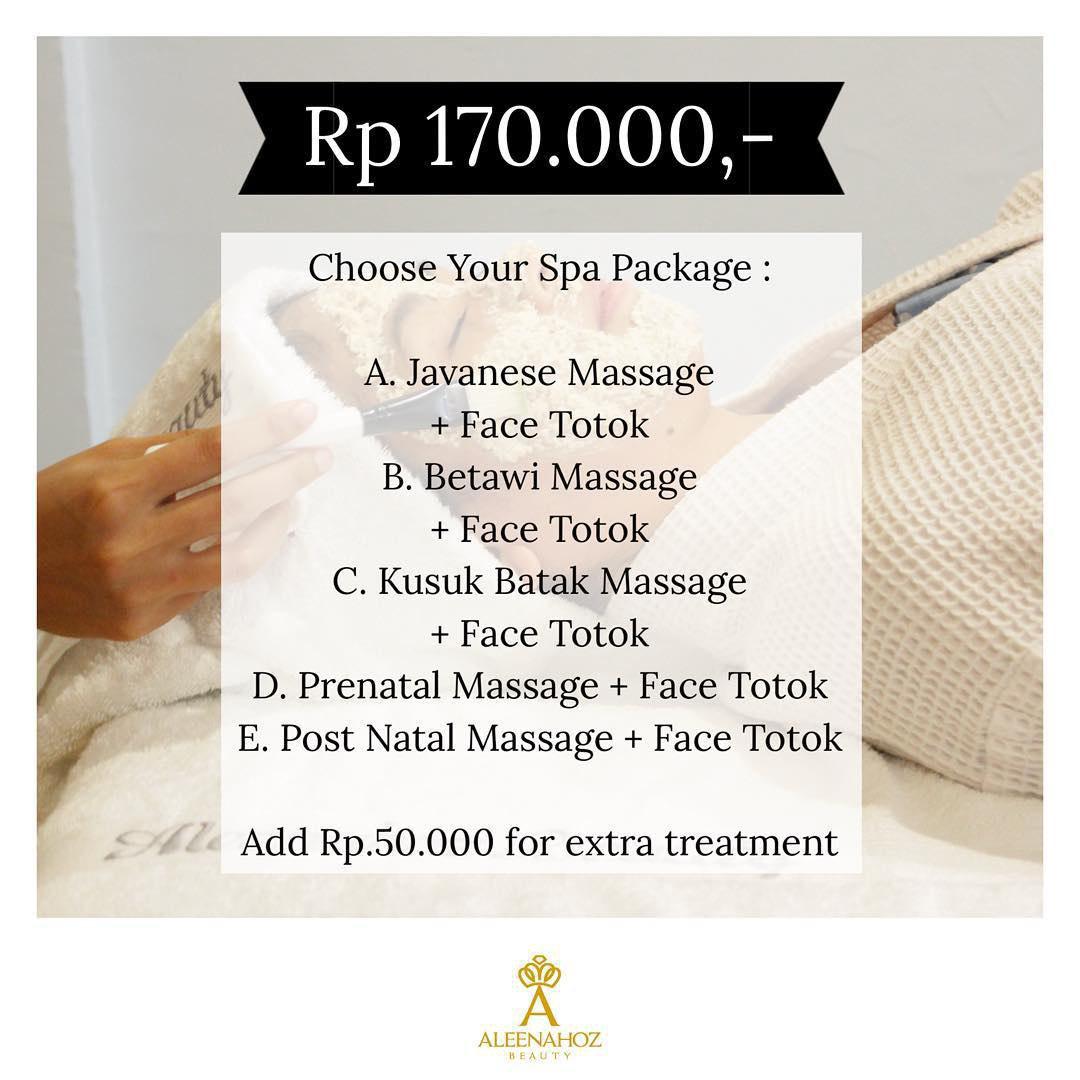 Rp 170.000,-
Choose Your Spa Package :
A. Javanese Massage
+ Face Totok
B. Betawi Massage
+ Face Totok
C. Kusuk Batak Massage
+ Face Totok
D. Prenatal Massage + Face Totok
E. Post Natal Massage + Face Totok
Add Rp.50.000 for extra treatment
A
ALEENAHOZ
BEAUTY